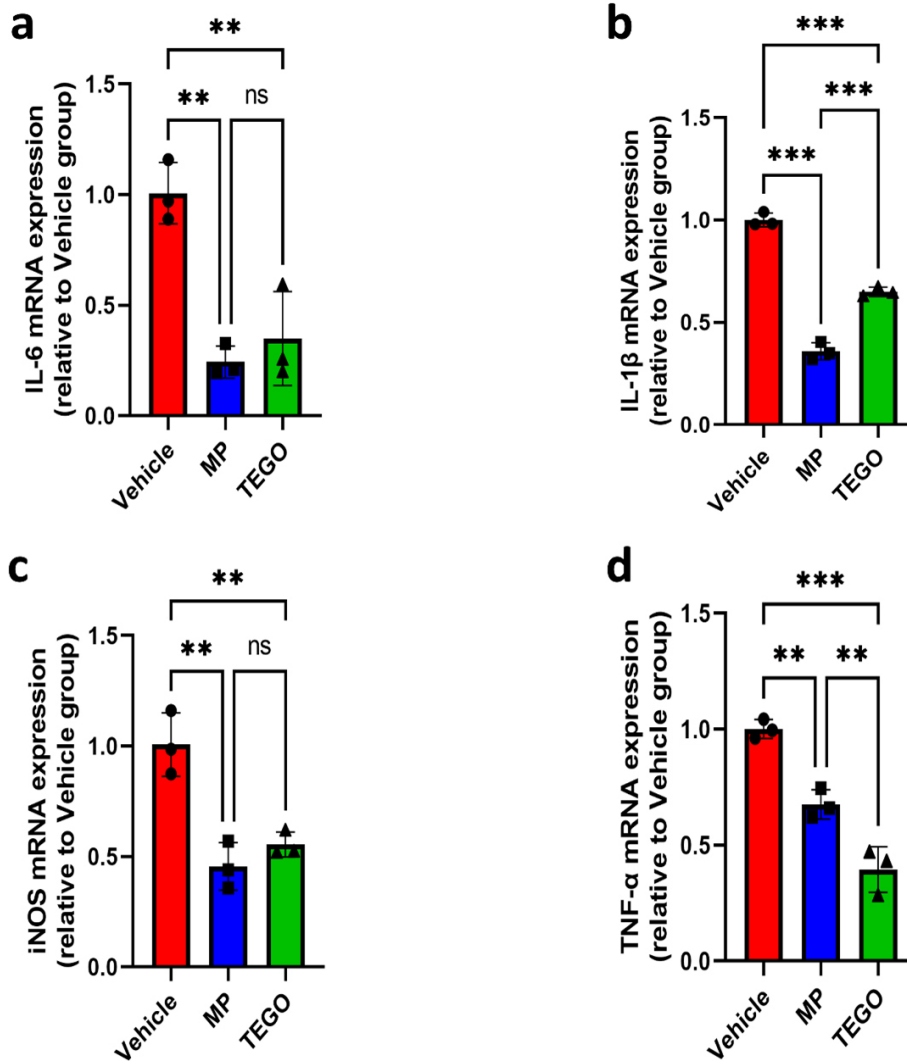 a
**
** ns
IL-6 mRNA expression
(relative to Vehicle group)
1.5
1.0
0.5
0.0
Vehicle MP TEGO
b
***
***
***
IL-1β mRNA expression
(relative to Vehicle group)
1.5
1.0
0.5
0.0
Vehicle MP TEGO
c
**
** ns
iNOS mRNA expression
(relative to Vehicle group)
1.5
1.0
0.5
0.0
Vehicle MP TEGO
d
***
** **
TNF-α mRNA expression
(relative to Vehicle group)
1.5
1.0
0.5
0.0
Vehicle MP TEGO